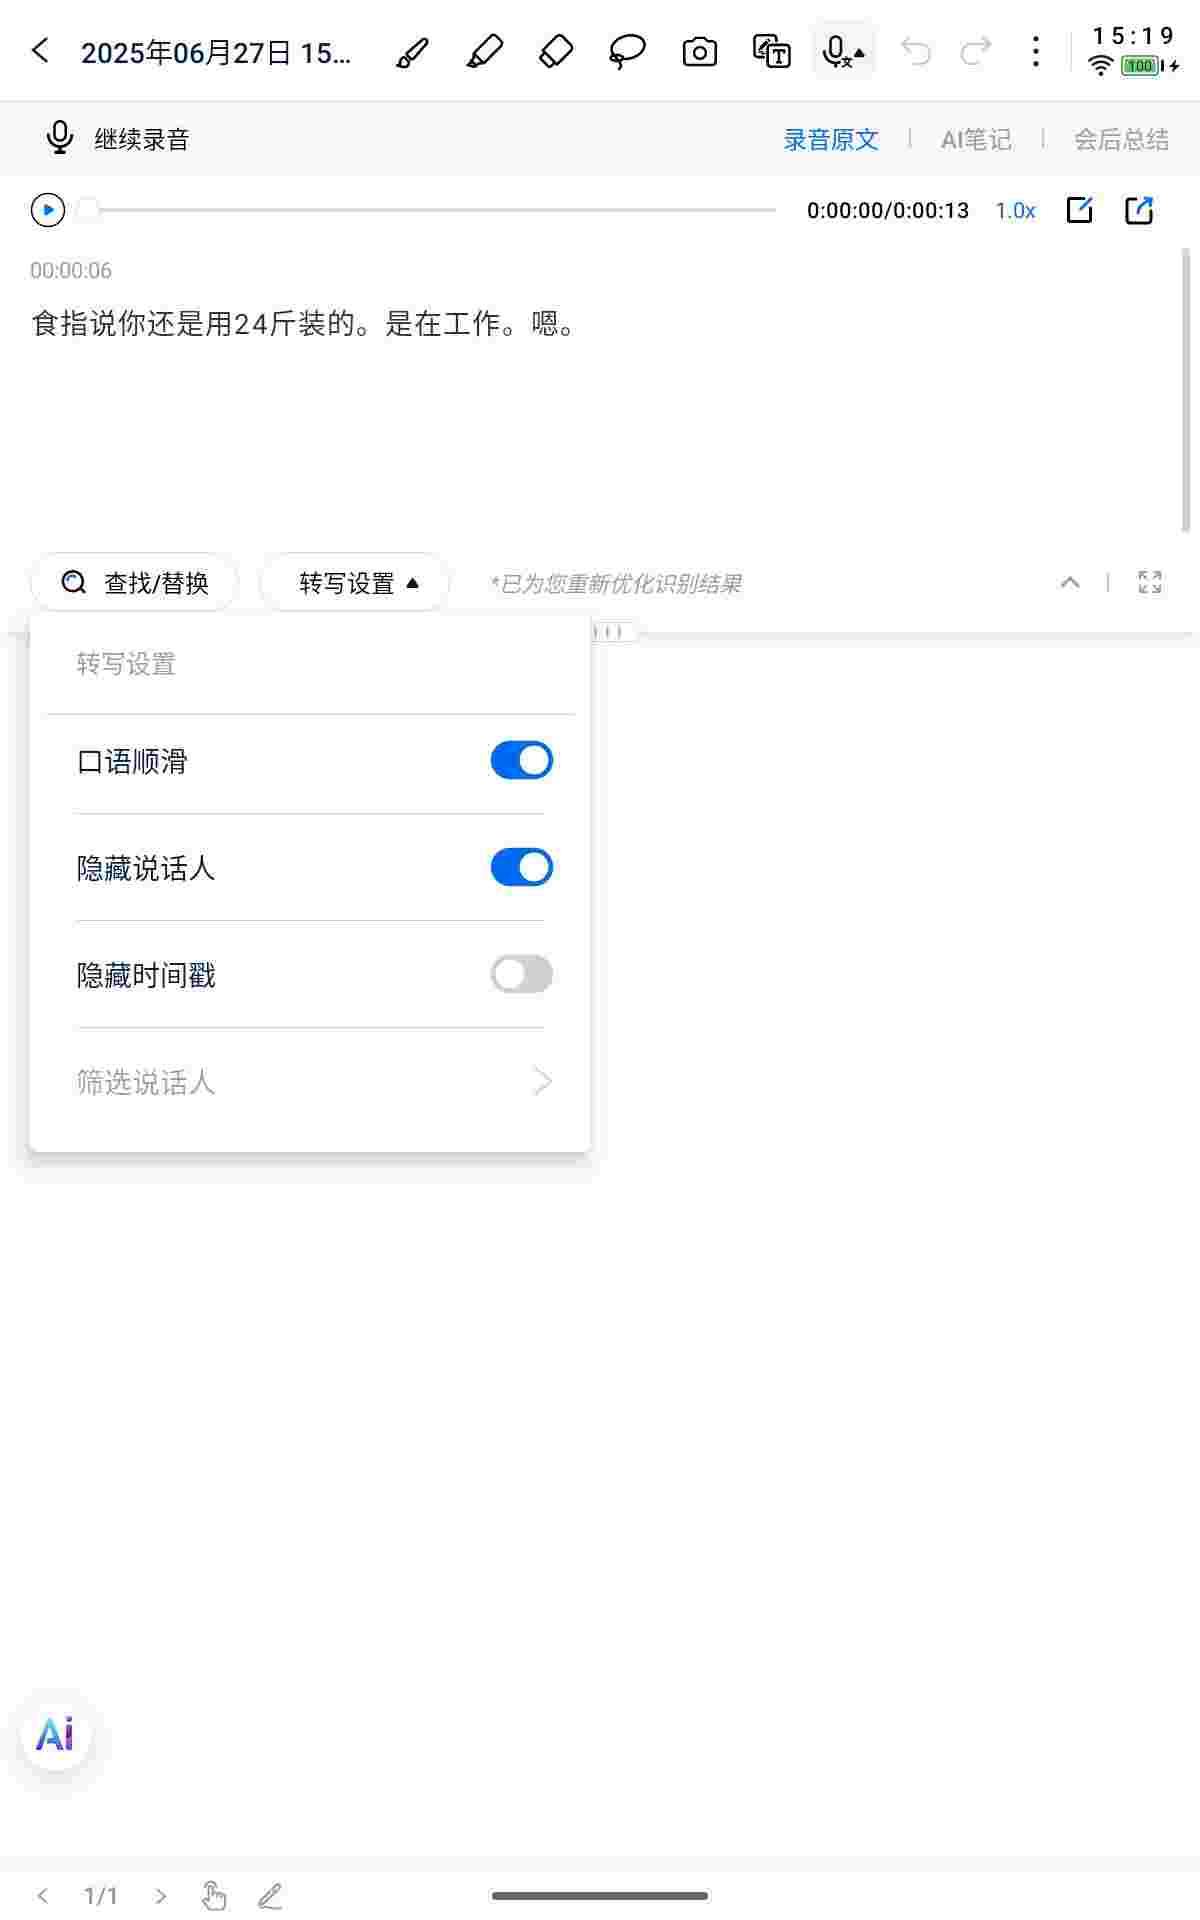 2025年06月27日 15...
15:19
100
继续录音
录音原文
AI笔记
会后总结
0:00:00/0:00:13
1.0x
00:00:06
食指说你还是用24斤装的。是在工作。嗯。
查找/替换
转写设置
*已为您重新优化识别结果
转写设置
口语顺滑
隐藏说话人
隐藏时间戳
筛选说话人
Ai
1/1